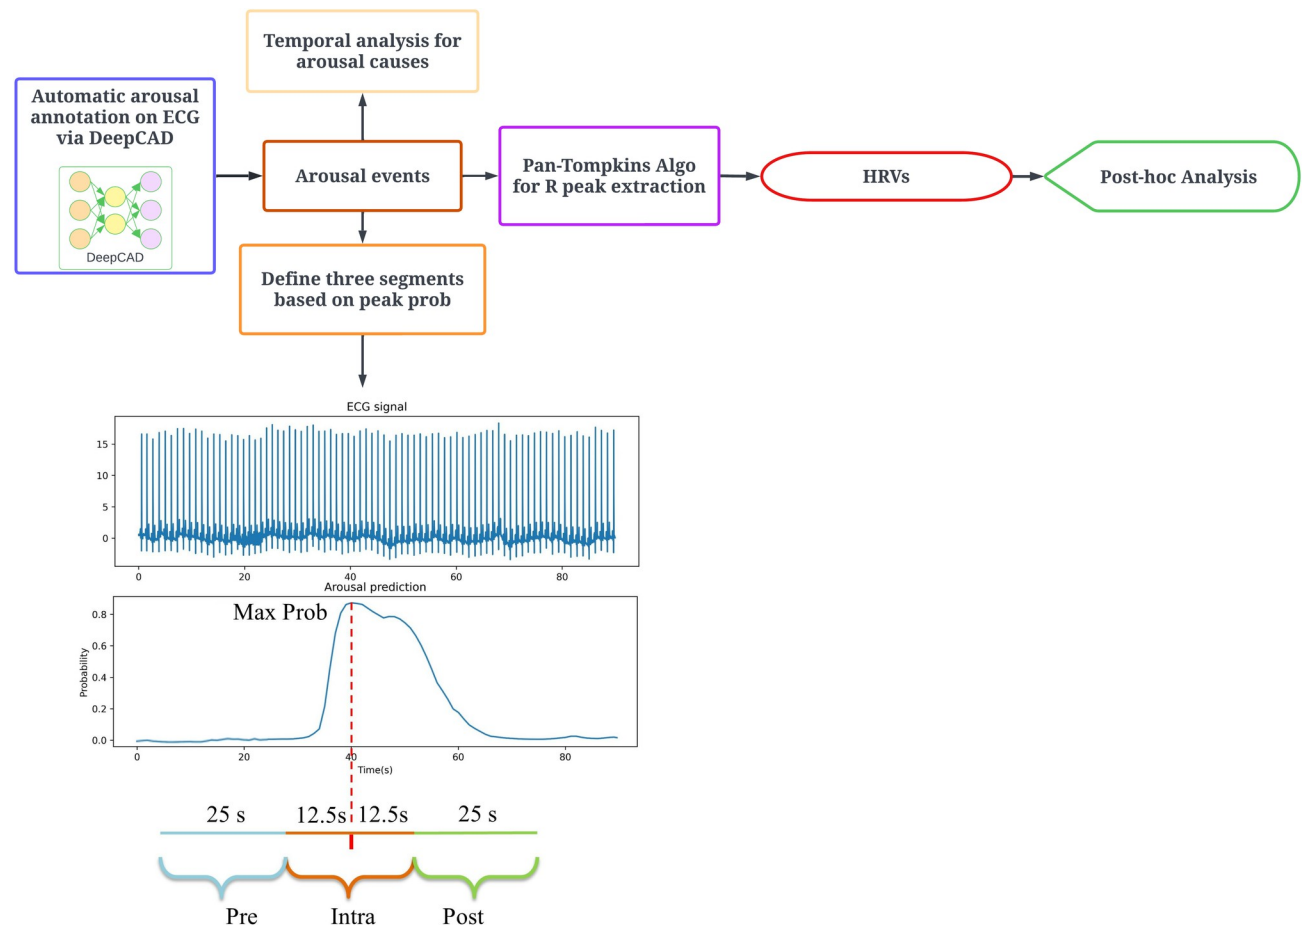 Temporal analysis for
arousal causes
Automatic arousal
annotation on ECG
via DeepCAD
DeepCAD
Arousal events
Pan-Tompkins Algo
for R peak extraction
HRVs
Post-hoc Analysis
Define three segments
based on peak prob
ECG signal
15
10
5
0
0 20 40 60 80
Arousal prediction
Max Prob
Probability
0.8
0.6
0.4
0.2
0.0
0 20 40 60 80
Time(s)
25 s 12.5s 12.5s 25 s
Pre Intra Post